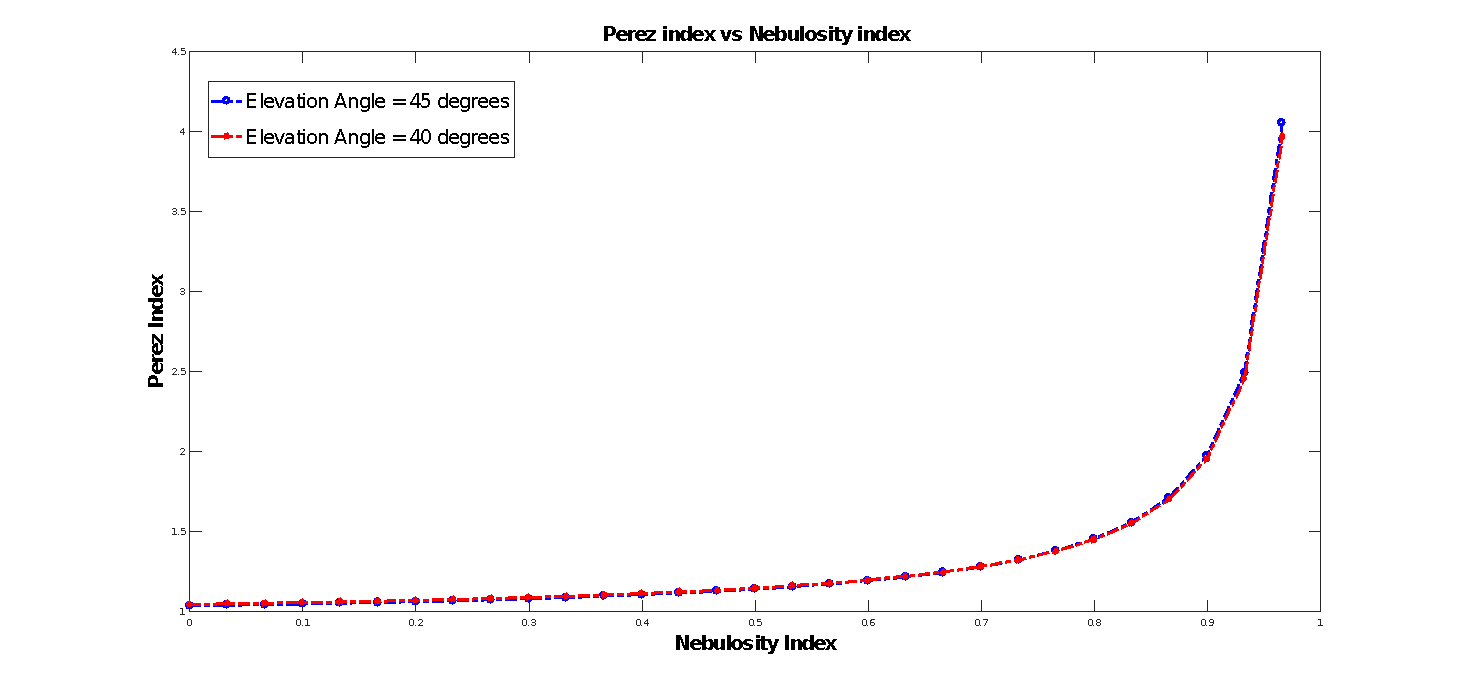 Perez index vs Nebulosity index
4.5
4
3.5
3
2.5
2
1.5
1
Elevation Angle = 45 degrees
Elevation Angle = 40 degrees
Perez Index
0 0.1 0.2 0.3 0.4 0.5 0.6 0.7 0.8 0.9 1
Nebulosity Index